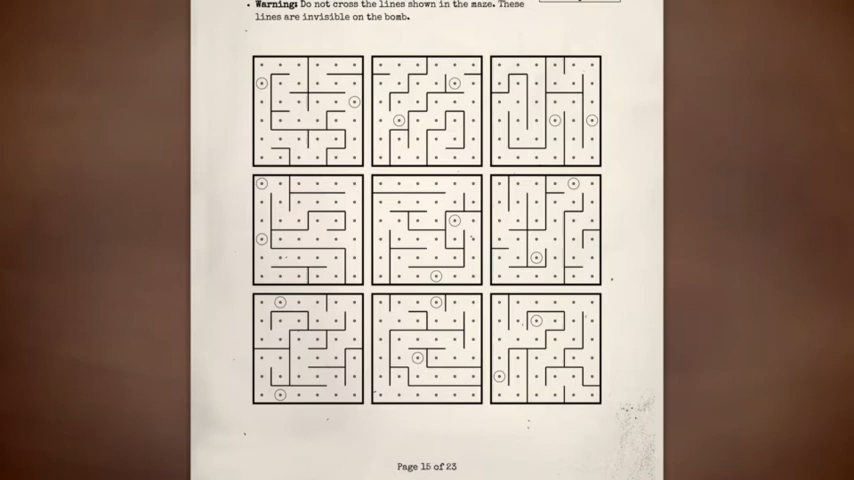 • Warning: Do not cross the lines shown in the maze. These
lines are invisible on the bomb.
Page 15 of 23